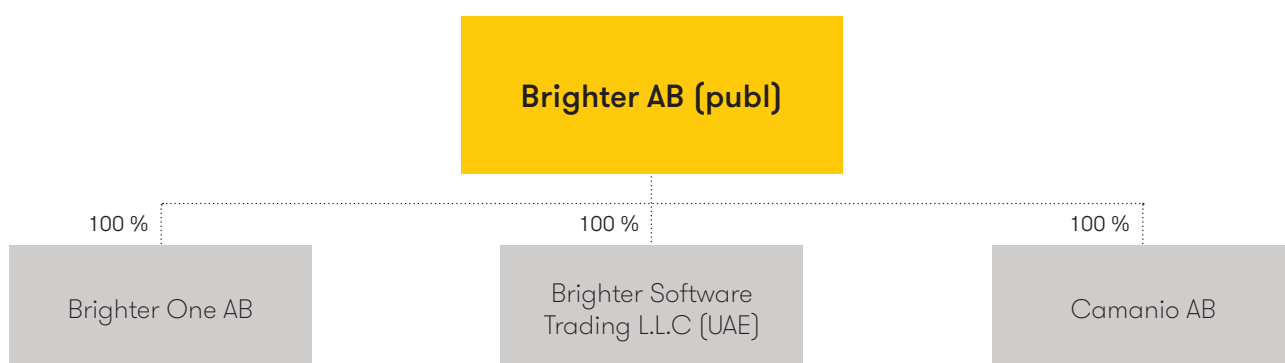 Brighter AB (publ)
100 %
100 %
100 %
Brighter One AB
Brighter Software
Trading L.L.C (UAE)
Camanio AB